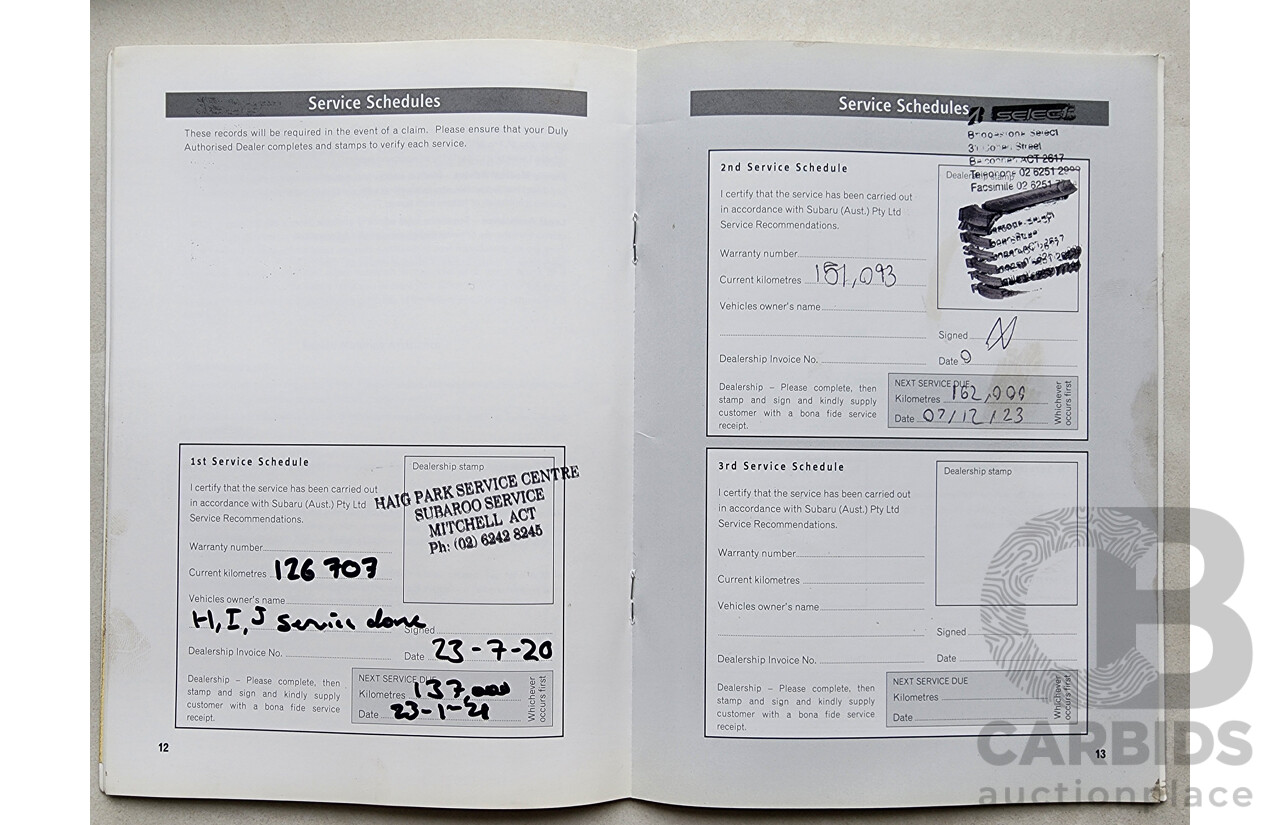 Service Schedules
These records will be required in the event of a claim. Please ensure that your Duly
Authorised Dealer completes and stamps to verify each service.
1st Service Schedule
I certify that the service has been carried out
in accordance with Subaru (Aust.) Pty Ltd
Service Recommendations.
Dealership stamp
HAIG PARK SERVICE CENTRE
SUBAROO SERVICE
MITCHELL ACT
Ph: (02) 6242 8245
Warranty number
Current kilometres 126 707
Vehicles owner's name
H, I, J service done
Signed
Dealership Invoice No.
Date 23-7-20
Dealership – Please complete, then
stamp and sign and kindly supply
customer with a bona fide service
receipt.
NEXT SERVICE DUE
Kilometres 137,000
Date 23-1-21
Whichever
occurs first
12
Service Schedules
select
Select
Street
ACT 2617
Telephone 02 6251
Facsimile 02 6251
2nd Service Schedule
I certify that the service has been carried out
in accordance with Subaru (Aust.) Pty Ltd
Service Recommendations.
Dealership stamp
Warranty number
Current kilometres 151,093
Vehicles owner's name
Signed
Dealership Invoice No.
Date
Dealership – Please complete, then
stamp and sign and kindly supply
customer with a bona fide service
receipt.
NEXT SERVICE DUE
Kilometres 162,000
Date 07/12/23
Whichever
occurs first
3rd Service Schedule
I certify that the service has been carried out
in accordance with Subaru (Aust.) Pty Ltd
Service Recommendations.
Dealership stamp
Warranty number
Current kilometres
Vehicles owner's name
Signed
Dealership Invoice No.
Date
Dealership – Please complete, then
stamp and sign and kindly supply
customer with a bona fide service
receipt.
NEXT SERVICE DUE
Kilometres
Date
Whichever
occurs first
13
CARBIDS
auctionplace